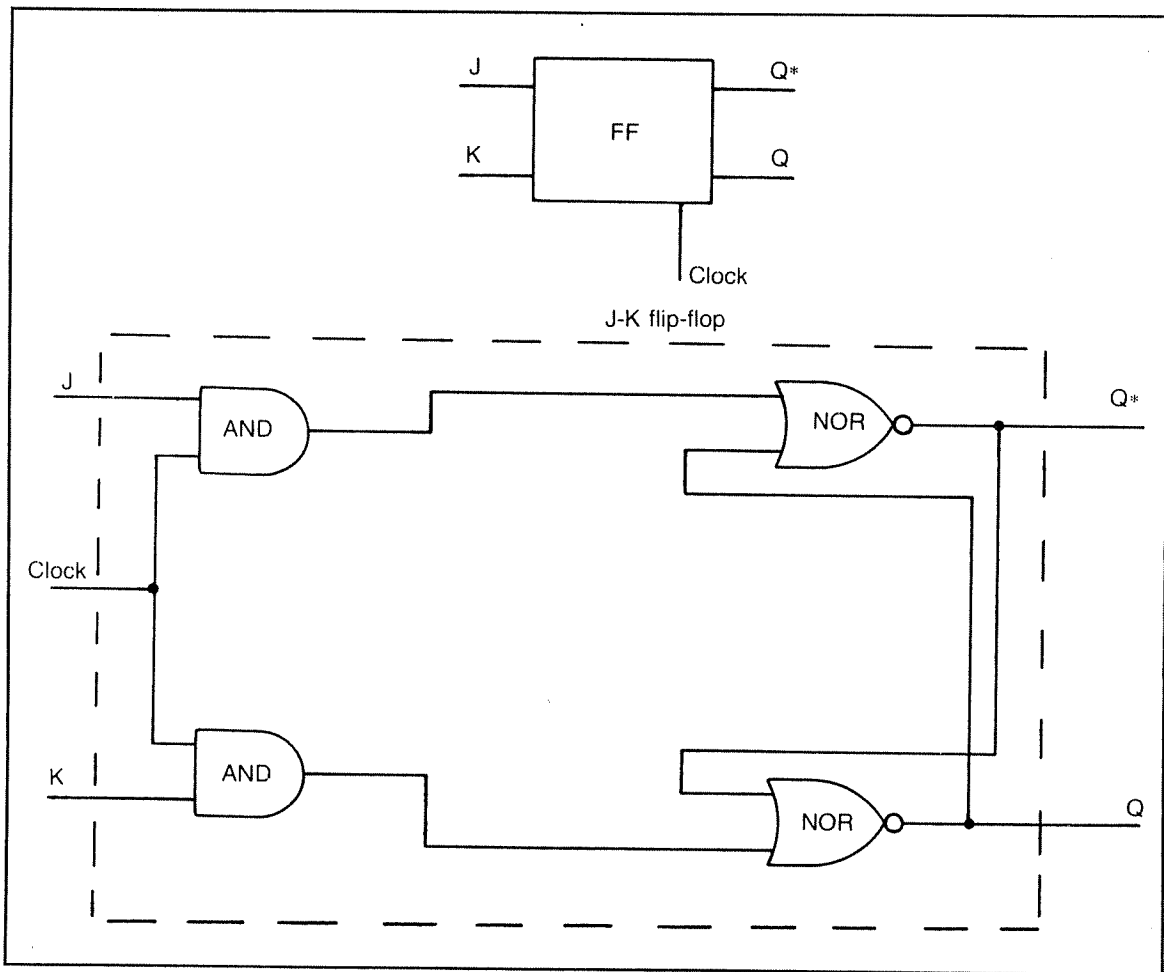 J
Q*
FF
K
Q
Clock
J-K flip-flop
J
AND
NOR
Q*
Clock
K
AND
NOR
Q